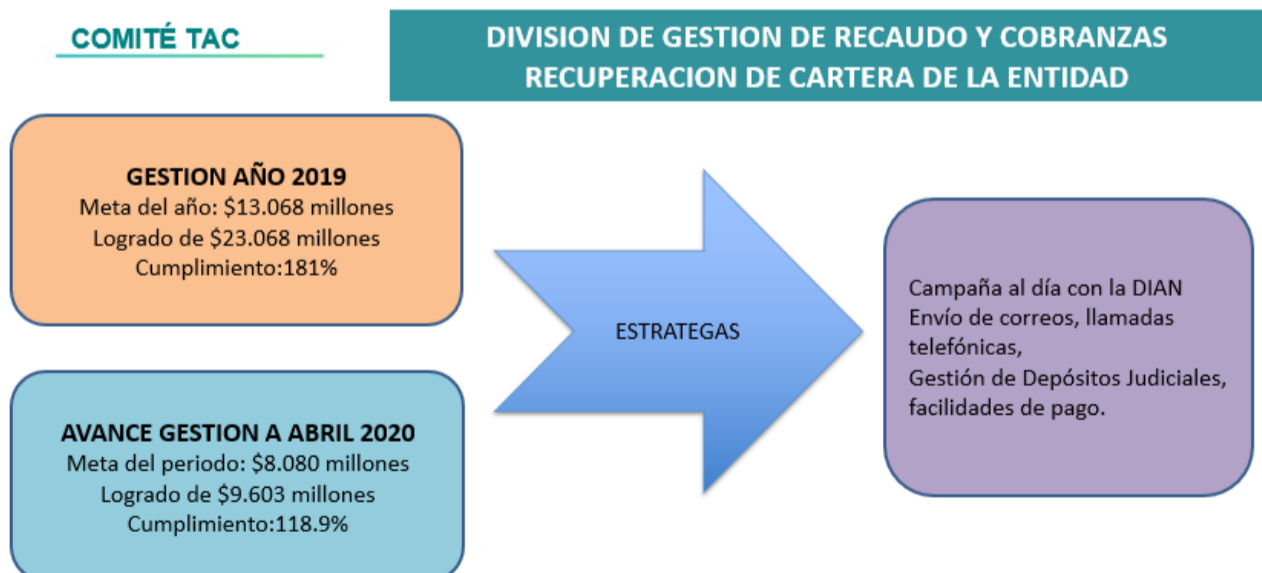 COMITÉ TAC
DIVISION DE GESTION DE RECAUDO Y COBRANZAS
RECUPERACION DE CARTERA DE LA ENTIDAD
GESTION AÑO 2019
Meta del año: $13.068 millones
Logrado de $23.068 millones
Cumplimiento:181%
AVANCE GESTION A ABRIL 2020
Meta del periodo: $8.080 millones
Logrado de $9.603 millones
Cumplimiento:118.9%
ESTRATEGAS
Campaña al día con la DIAN
Envío de correos, llamadas
telefónicas,
Gestión de Depósitos Judiciales,
facilidades de pago.